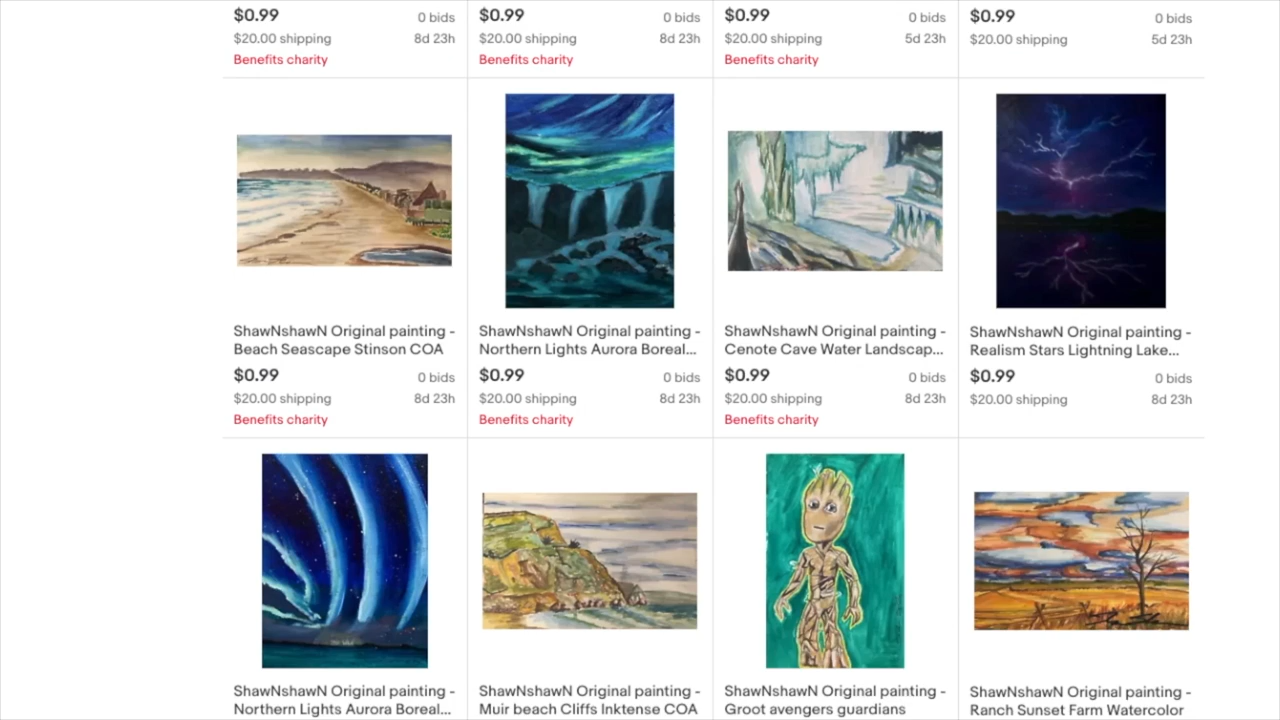 $0.99 0 bids
$20.00 shipping 8d 23h
Benefits charity
$0.99 0 bids
$20.00 shipping 8d 23h
Benefits charity
$0.99 0 bids
$20.00 shipping 5d 23h
Benefits charity
$0.99 0 bids
$20.00 shipping 5d 23h
ShawNshawN Original painting -
Beach Seascape Stinson COA
$0.99 0 bids
$20.00 shipping 8d 23h
Benefits charity
ShawNshawN Original painting -
Northern Lights Aurora Boreal...
$0.99 0 bids
$20.00 shipping 8d 23h
Benefits charity
ShawNshawN Original painting -
Cenote Cave Water Landscap...
$0.99 0 bids
$20.00 shipping 8d 23h
Benefits charity
ShawNshawN Original painting -
Realism Stars Lightning Lake...
$0.99 0 bids
$20.00 shipping 8d 23h
ShawNshawN Original painting -
Northern Lights Aurora Boreal...
ShawNshawN Original painting -
Muir beach Cliffs Inktense COA
ShawNshawN Original painting -
Groot avengers guardians
ShawNshawN Original painting -
Ranch Sunset Farm Watercolor